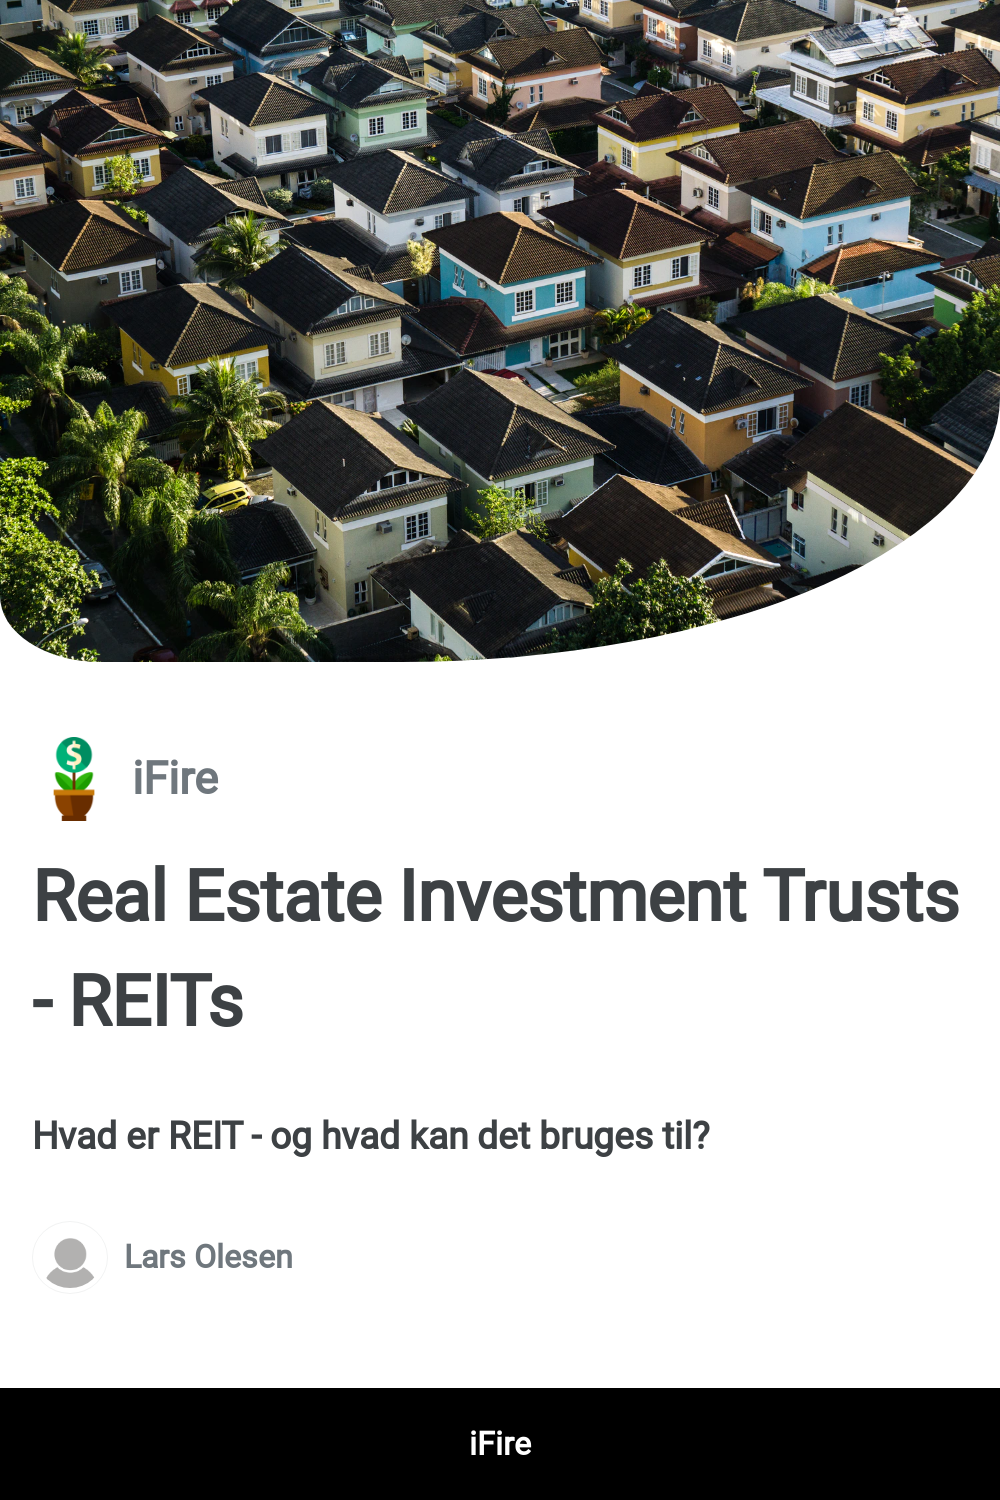 iFire
Real Estate Investment Trusts
- REITs
Hvad er REIT - og hvad kan det bruges til?
Lars Olesen
iFire